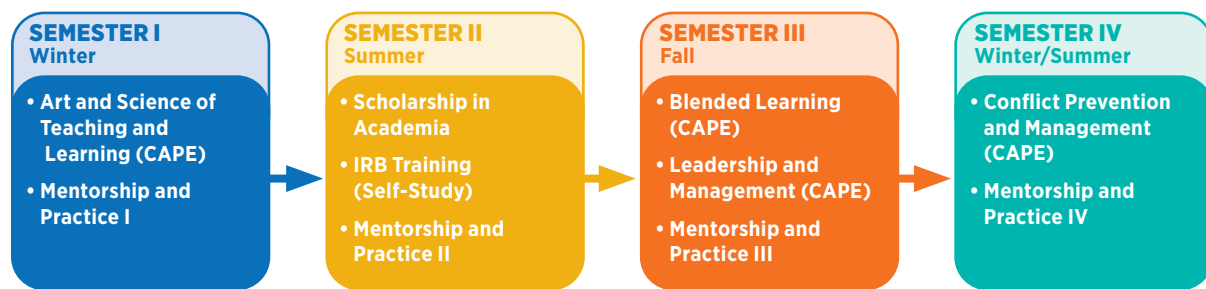 SEMESTER I
Winter
• Art and Science of
Teaching and
Learning (CAPE)
• Mentorship and
Practice I
SEMESTER II
Summer
• Scholarship in
Academia
• IRB Training
(Self-Study)
• Mentorship and
Practice II
SEMESTER III
Fall
• Blended Learning
(CAPE)
• Leadership and
Management (CAPE)
• Mentorship and
Practice III
SEMESTER IV
Winter/Summer
• Conflict Prevention
and Management
(CAPE)
• Mentorship and
Practice IV